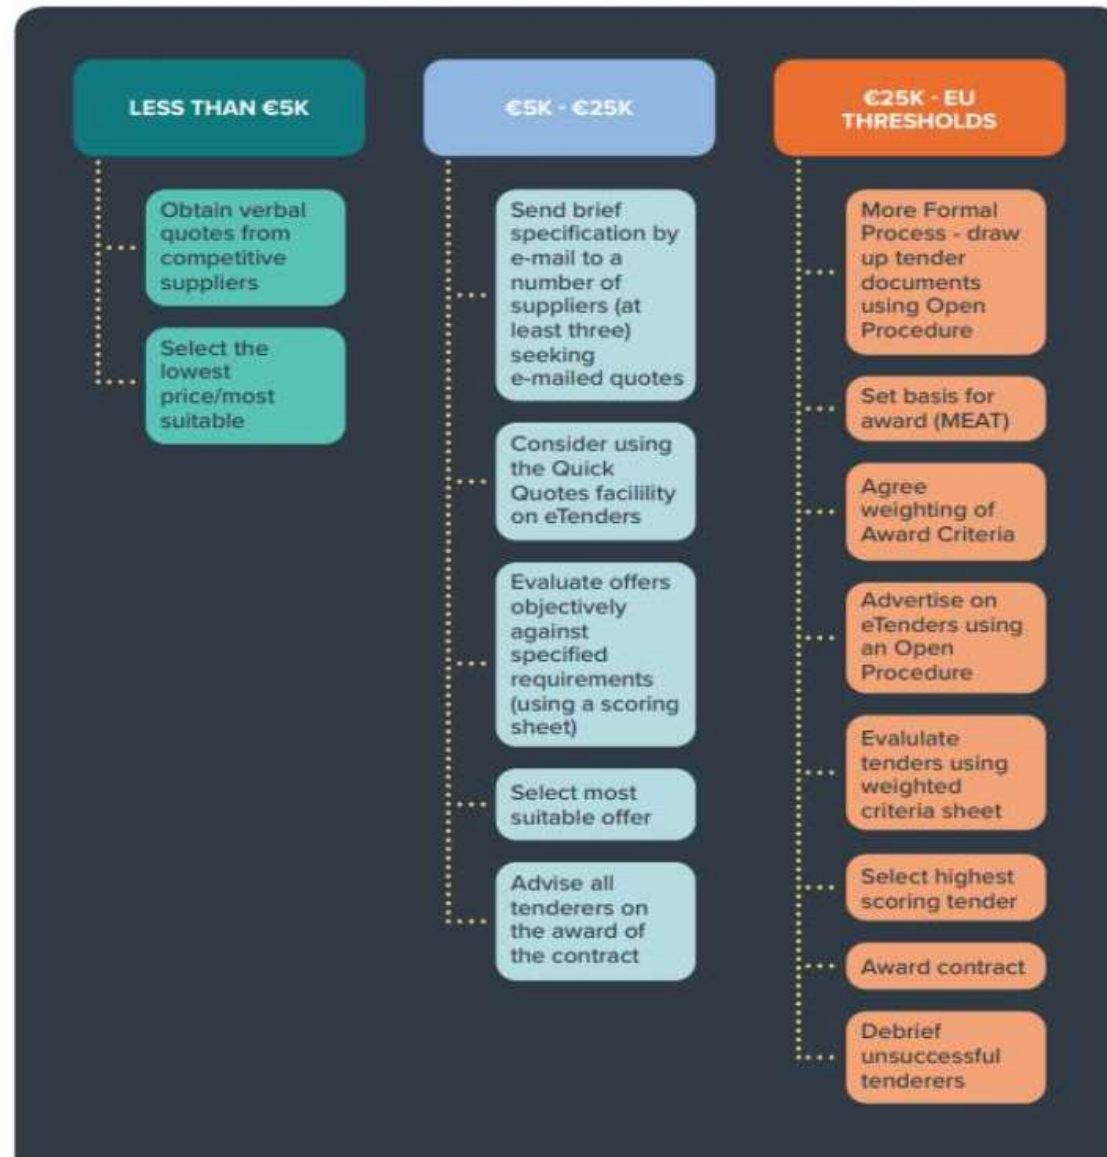 LESS THAN €5K
Obtain verbal
quotes from
competitive
suppliers
Select the
lowest
price/most
suitable
€5K - €25K
Send brief
specification by
e-mail to a
number of
suppliers (at
least three)
seeking
e-mailed quotes
Consider using
the Quick
Quotes facilility
on eTenders
Evaluate offers
objectively
against
specified
requirements
(using a scoring
sheet)
Select most
suitable offer
Advise all
tenderers on
the award of
the contract
€25K - EU
THRESHOLDS
More Formal
Process - draw
up tender
documents
using Open
Procedure
Set basis for
award (MEAT)
Agree
weighting of
Award Criteria
Advertise on
eTenders using
an Open
Procedure
Evalulate
tenders using
weighted
criteria sheet
Select highest
scoring tender
Award contract
Debrief
unsuccessful
tenderers